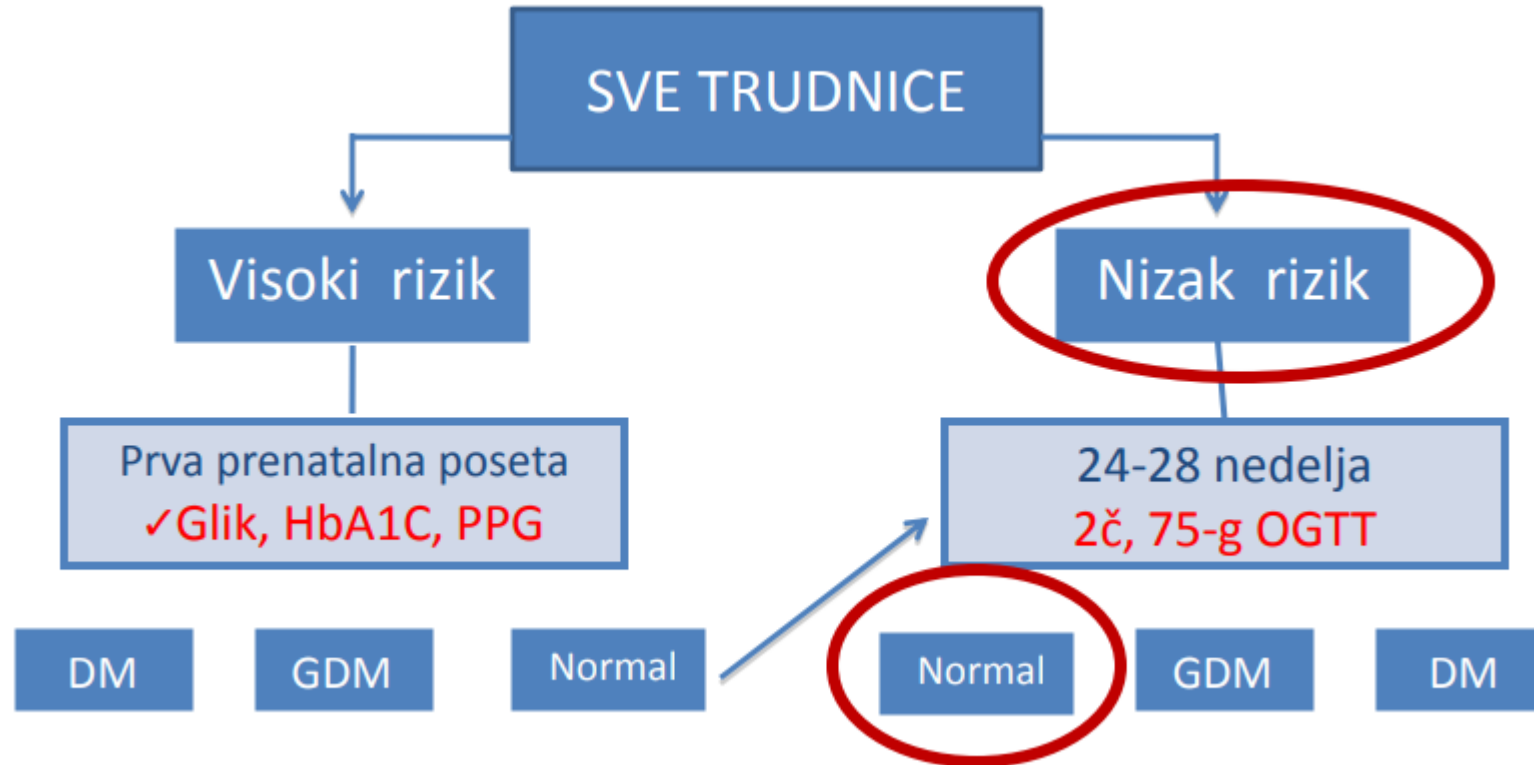 SVE TRUDNICE
Visoki rizik
Nizak rizik
Prva prenatalna poseta
✓Glik, HbA1C, PPG
24-28 nedelja
2č, 75-g OGTT
DM
GDM
Normal
Normal
GDM
DM